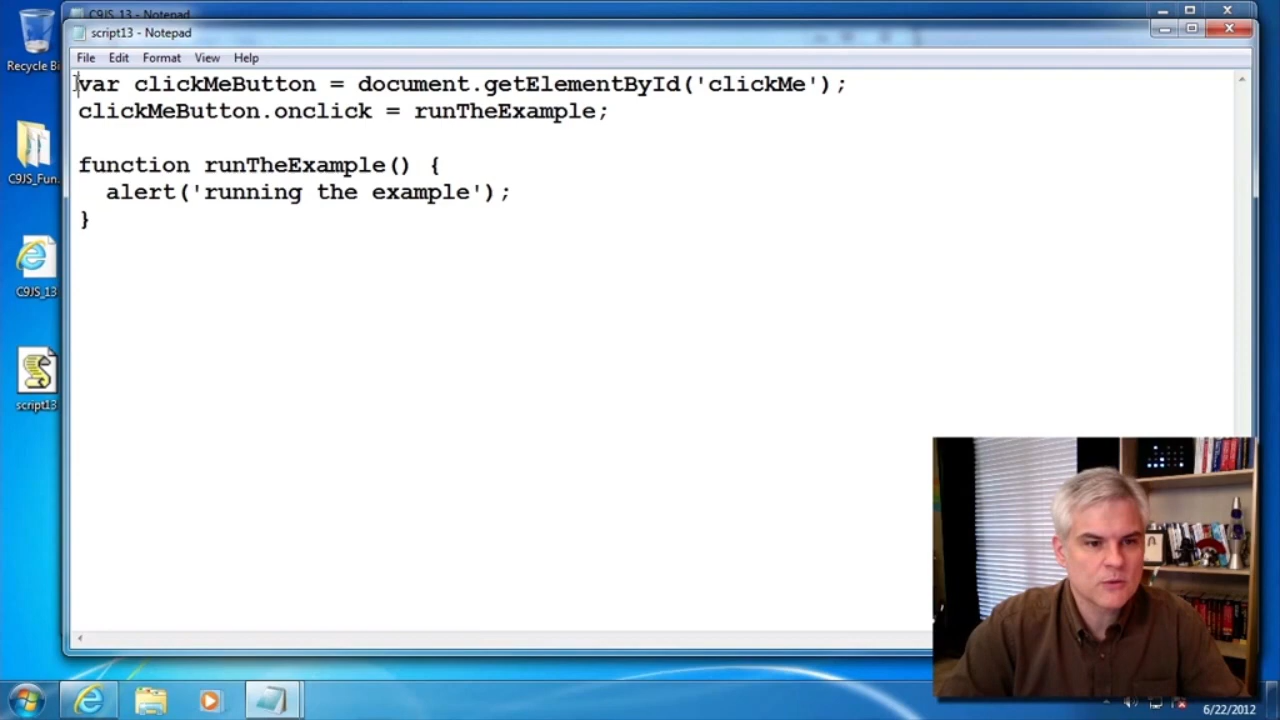 C9JS_13 - Notepad
script13 - Notepad
File Edit Format View Help
var clickMeButton = document.getElementById('clickMe');
clickMeButton.onclick = runTheExample;
function runTheExample() {
alert('running the example');
}
Recycle Bi
C9JS_Fun.
C9JS_13
script13
6/22/2012